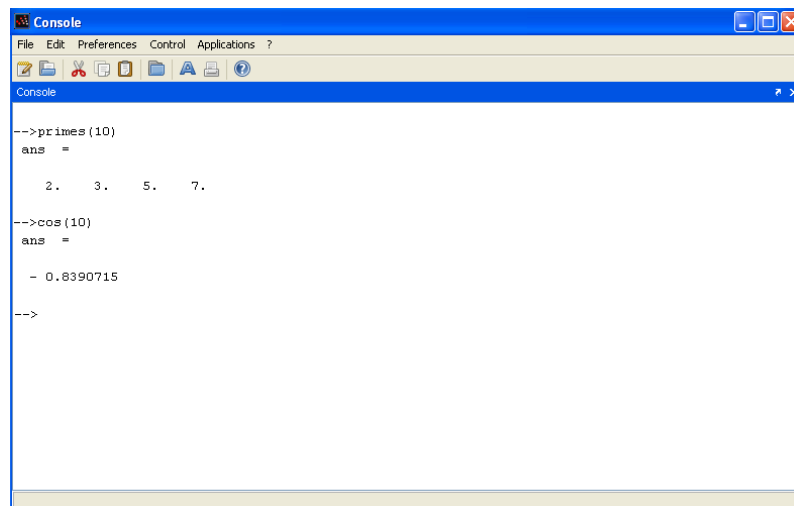 Console
File Edit Preferences Control Applications ?
Console
-->primes(10)
ans =
2. 3. 5. 7.
-->cos(10)
ans =
- 0.8390715
-->